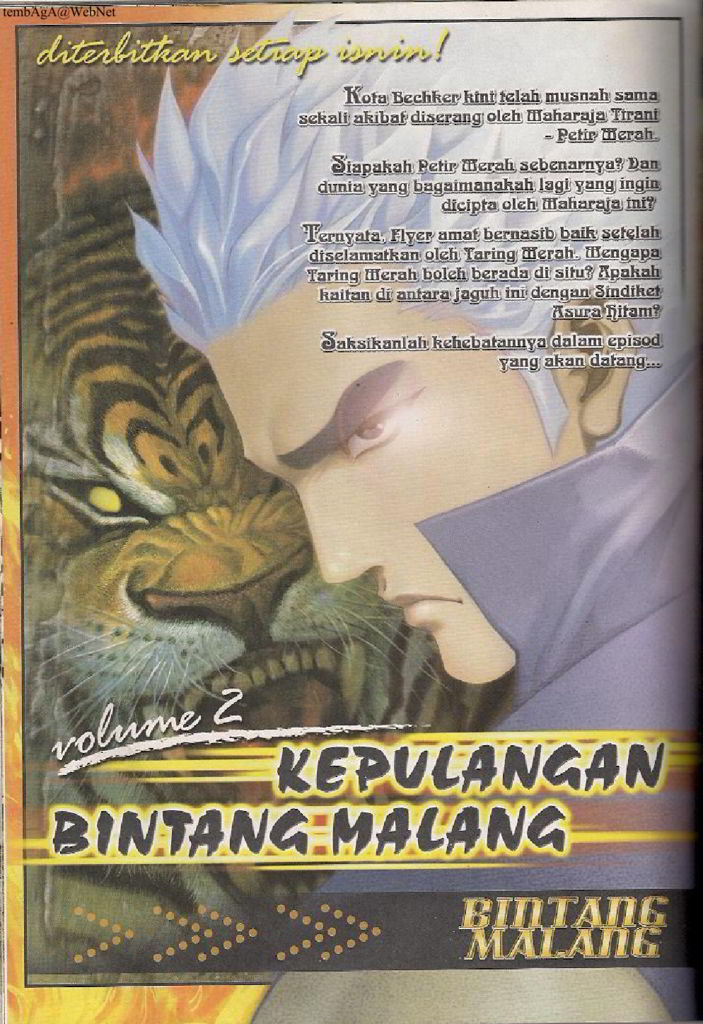 tembAgA@WebNet
diterbitkan setiap isnin!
Kota Bechker kini telah musnah sama
sekali akibat diserang oleh Maharaja Tirani
- Petir Merah.
Siapakah Petir Merah sebenarnya? Dan
dunia yang bagaimanakah lagi yang ingin
dicipta oleh Maharaja ini?
Ternyata, Flyer amat bernasib baik setelah
diselamatkan oleh Taring Merah. Mengapa
Taring Merah boleh berada di situ? Apakah
kaitan di antara jaguh ini dengan Sindiket
Asura Hitam?
Saksikanlah kehebatannya dalam episod
yang akan datang...
volume 2
KEPULANGAN
BINTANG MALANG
BINTANG
MALANG